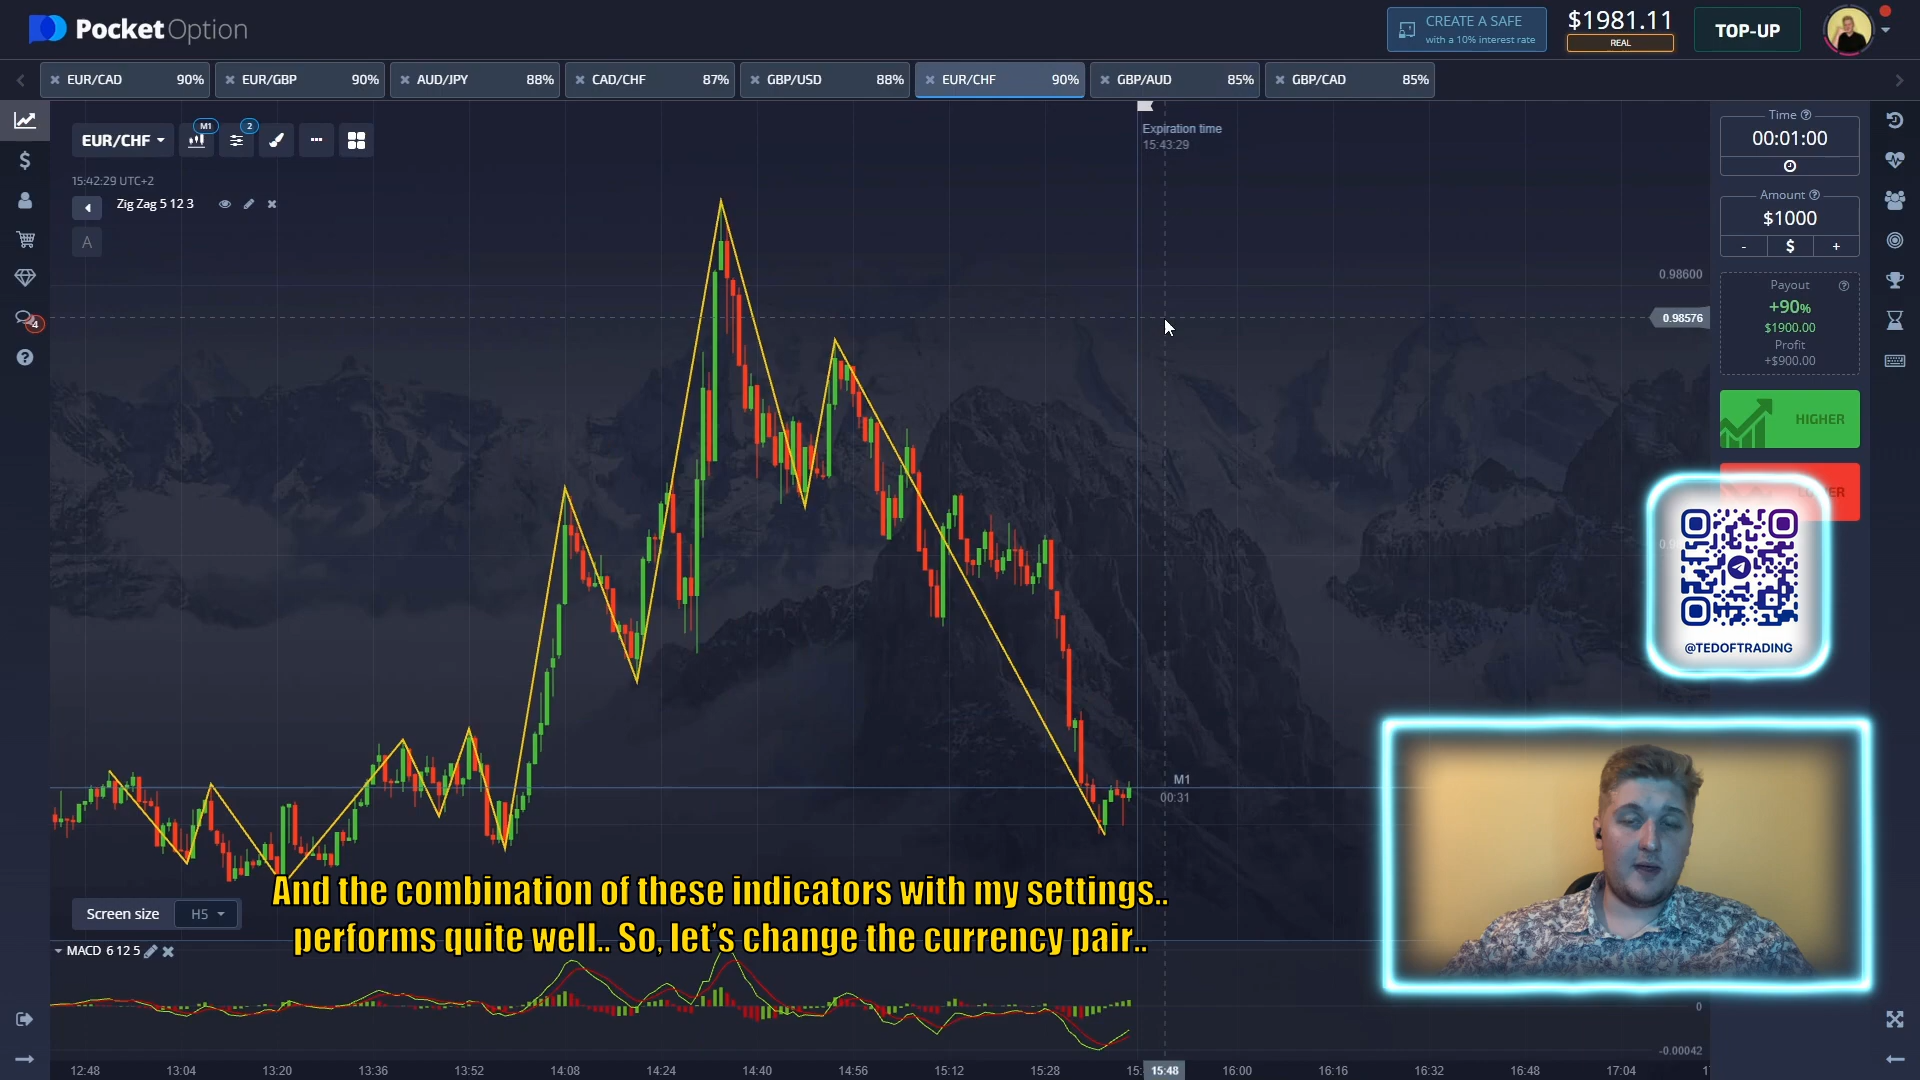 PocketOption
CREATE A SAFE
with a 10% interest rate
$1981.11
REAL
TOP-UP
EUR/CAD 90%
EUR/GBP 90%
AUD/JPY 88%
CAD/CHF 87%
GBP/USD 88%
EUR/CHF 90%
GBP/AUD 85%
GBP/CAD 85%
EUR/CHF
M1
2
Expiration time
15:43:29
15:42:29 UTC+2
Zig Zag 5 12 3
A
4
Time
00:01:00
Amount
$1000
- $ +
Payout
+90%
$1900.00
Profit
+$900.00
HIGHER
0.98600
0.98576
@TEDOFTRADING
M1
00:31
And the combination of these indicators with my settings..
performs quite well.. So, let's change the currency pair..
Screen size H5
MACD 6 12 5
0
-0.00042
12:48 13:04 13:20 13:36 13:52 14:08 14:24 14:40 14:56 15:12 15:28 15:48 16:00 16:16 16:32 16:48 17:04